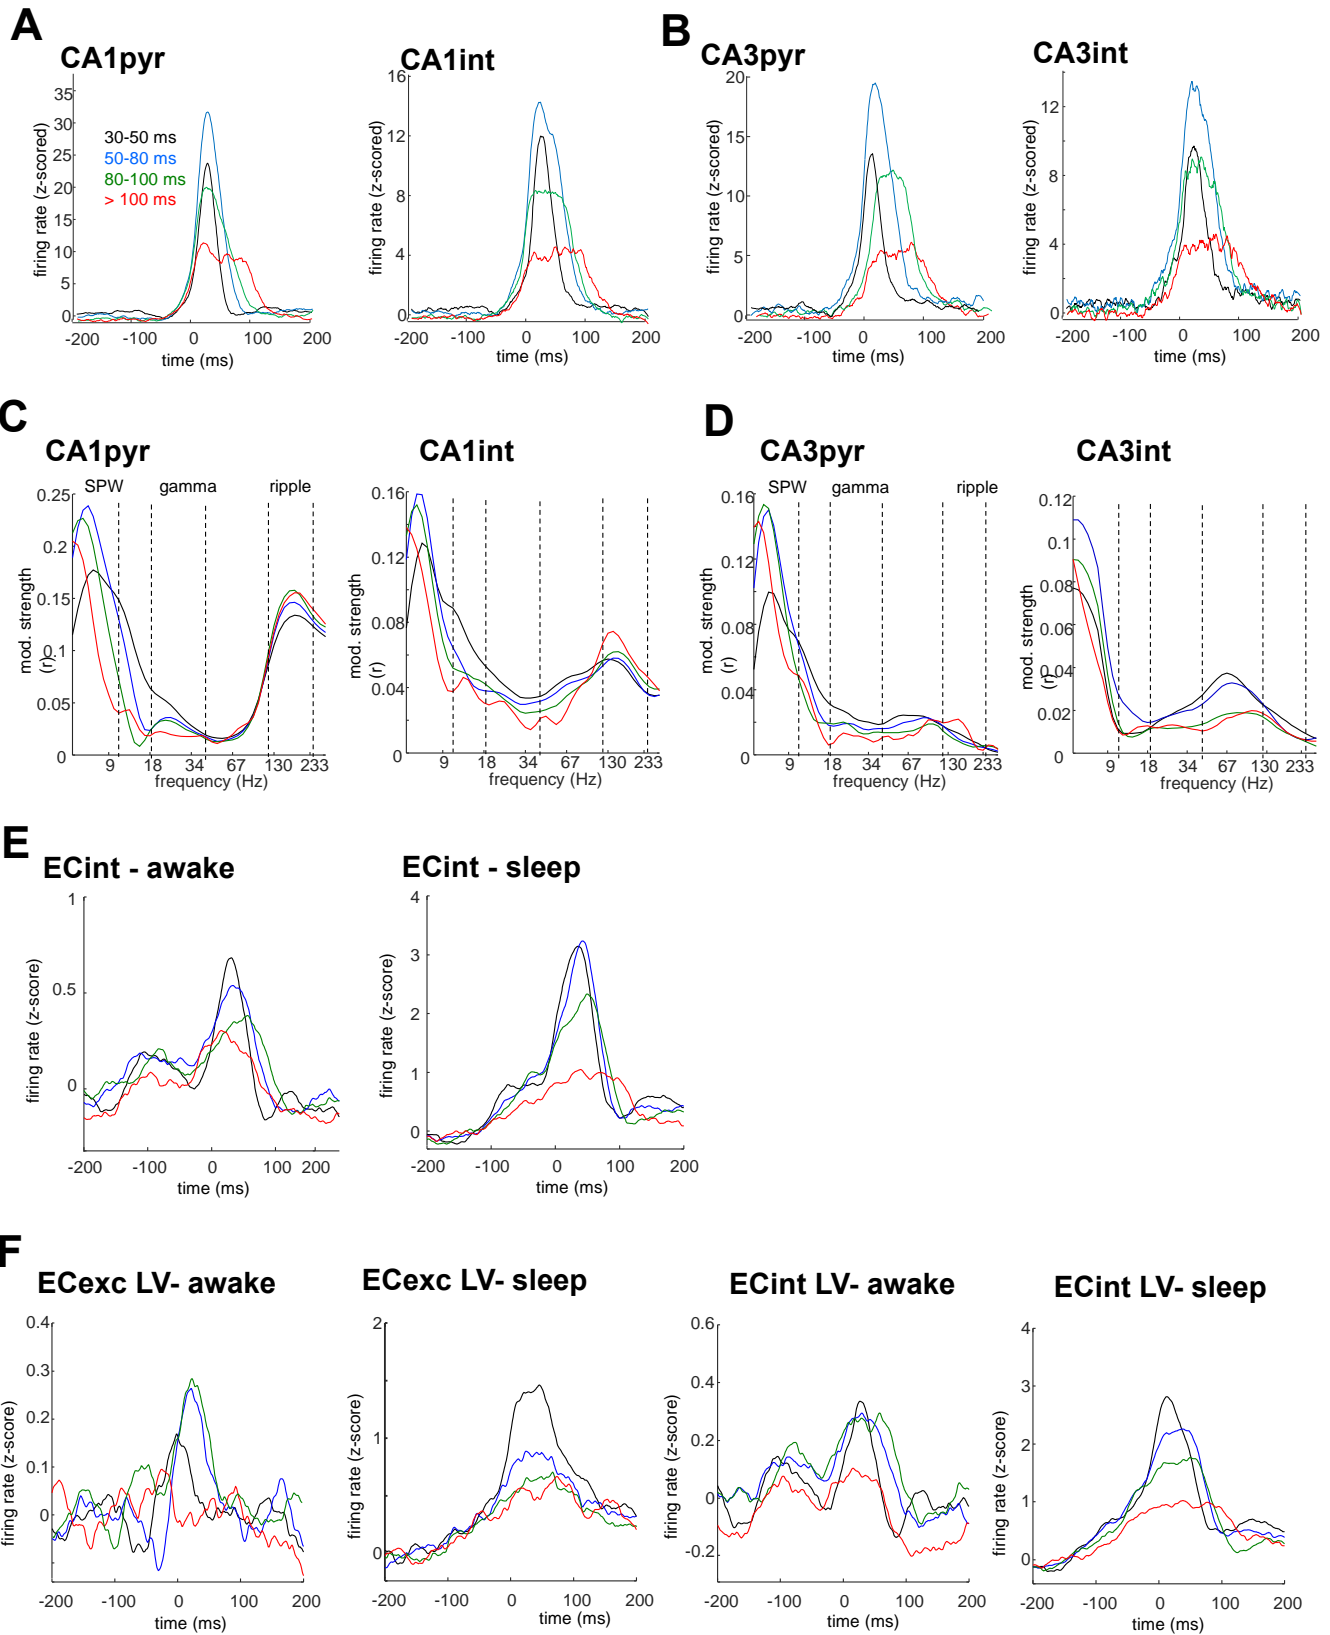 A
B
CA1pyr
CA1int
CA3pyr
CA3int
firing rate (z-scored)
35
30
25
20
15
10
5
0
30-50 ms
50-80 ms
80-100 ms
> 100 ms
-200 -100 0 100 200
time (ms)
firing rate (z-scored)
16
12
8
4
0
-200 -100 0 100 200
time (ms)
firing rate (z-scored)
20
15
10
5
0
-200 -100 0 100 200
time (ms)
firing rate (z-scored)
12
8
4
0
-200 -100 0 100 200
time (ms)
C
D
CA1pyr
CA1int
CA3pyr
CA3int
SPW gamma ripple
mod. strength
(r)
0.25
0.2
0.15
0.1
0.05
0
9 18 34 67 130 233
frequency (Hz)
mod. strength
(r)
0.16
0.12
0.08
0.04
0
9 18 34 67 130 233
frequency (Hz)
SPW gamma ripple
mod. strength
(r)
0.16
0.12
0.08
0.04
0
9 18 34 67 130 233
frequency (Hz)
mod. strength
(r)
0.12
0.1
0.08
0.06
0.04
0.02
0
9 18 34 67 130 233
frequency (Hz)
E
ECint - awake
ECint - sleep
firing rate (z-score)
1
0.5
0
-200 -100 0 100 200
time (ms)
firing rate (z-score)
4
3
2
1
0
-200 -100 0 100 200
time (ms)
F
ECexc LV- awake
ECexc LV- sleep
ECint LV- awake
ECint LV- sleep
firing rate (z-score)
0.4
0.3
0.2
0.1
0
-200 -100 0 100 200
time (ms)
firing rate (z-score)
2
1
0
-200 -100 0 100 200
time (ms)
firing rate (z-score)
0.6
0.4
0.2
0
-0.2
-200 -100 0 100 200
time (ms)
firing rate (z-score)
4
3
2
1
0
-200 -100 0 100 200
time (ms)